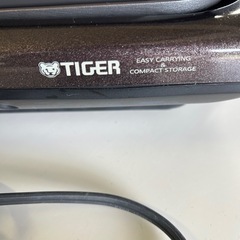 TIGER
EASY CARRYING
&
COMPACT STORAGE